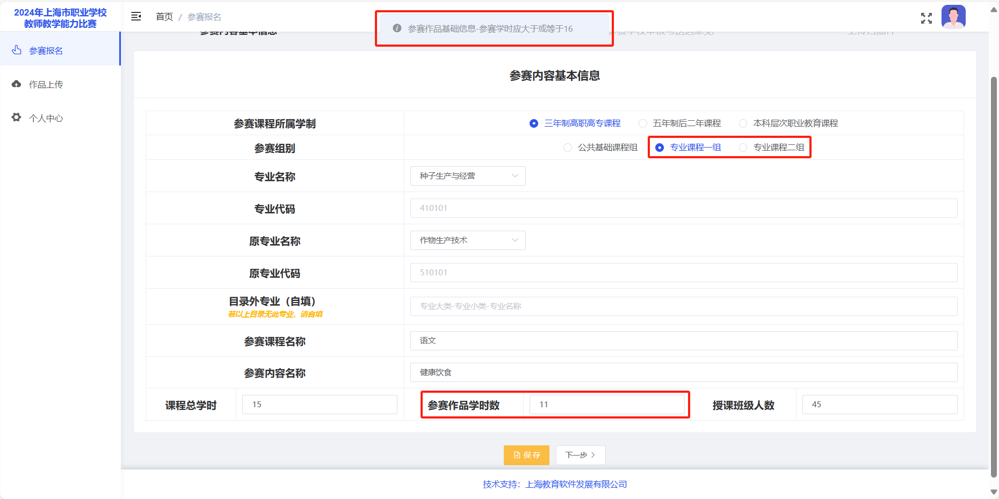 2024年上海市职业学校
教师教学能力比赛
首页 / 参赛报名
参赛作品基础信息-参赛学时应大于或等于16
参赛内容基本信息
参赛报名
作品上传
个人中心
参赛内容基本信息
参赛课程所属学制 三年制高职高专课程 五年制后二年课程 本科层次职业教育课程
参赛组别 公共基础课程组 专业课程一组 专业课程二组
专业名称 种子生产与经营
专业代码 410101
原专业名称 作物生产技术
原专业代码 510101
目录外专业（自填） 专业大类-专业小类-专业名称
若以上目录无此专业，请自填
参赛课程名称 语文
参赛内容名称 健康饮食
课程总学时 15 参赛作品学时数 11 授课班级人数 45
保存 下一步 >
技术支持：上海教育软件发展有限公司